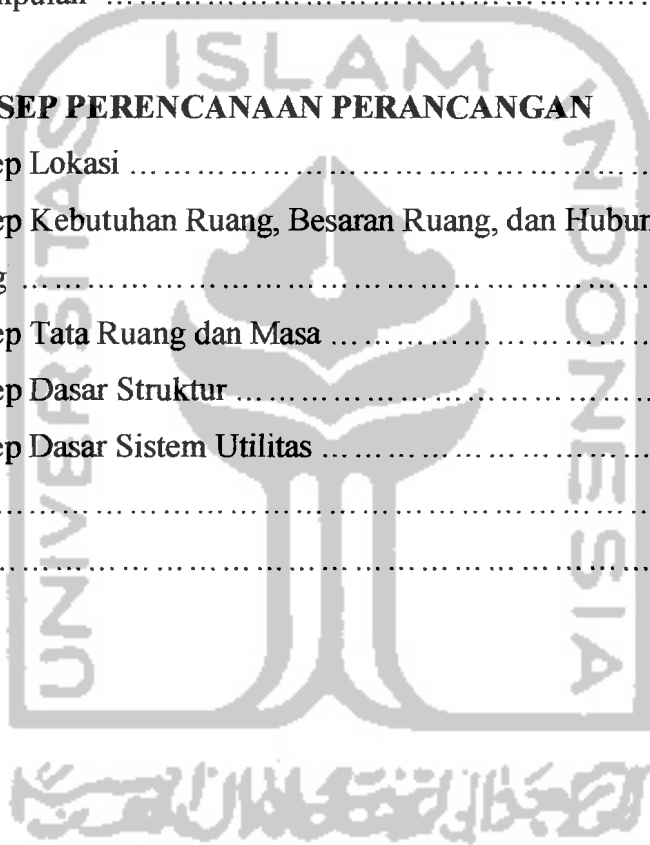 npulan ……………………………………………
SEP PERENCANAAN PERANCANGAN
ep Lokasi ……………………………………………
ep Kebutuhan Ruang, Besaran Ruang, dan Hubun
g ……………………………………………
ep Tata Ruang dan Masa ……………………………
ep Dasar Struktur ……………………………………
ep Dasar Sistem Utilitas ……………………………
……………………………………………
……………………………………………
ISLAM
UNIVERSITAS
INDONESIA